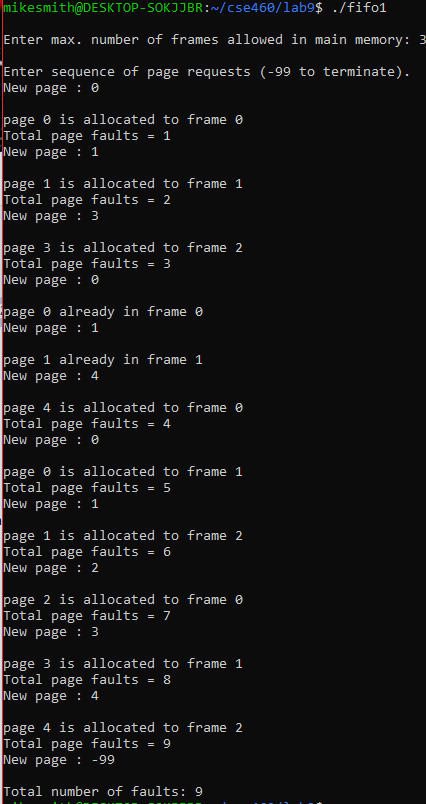 mikesmith@DESKTOP-SOKJJBR:~/cse460/lab9$ ./fifo1
Enter max. number of frames allowed in main memory: 3
Enter sequence of page requests (-99 to terminate).
New page : 0
page 0 is allocated to frame 0
Total page faults = 1
New page : 1
page 1 is allocated to frame 1
Total page faults = 2
New page : 3
page 3 is allocated to frame 2
Total page faults = 3
New page : 0
page 0 already in frame 0
New page : 1
page 1 already in frame 1
New page : 4
page 4 is allocated to frame 0
Total page faults = 4
New page : 0
page 0 is allocated to frame 1
Total page faults = 5
New page : 1
page 1 is allocated to frame 2
Total page faults = 6
New page : 2
page 2 is allocated to frame 0
Total page faults = 7
New page : 3
page 3 is allocated to frame 1
Total page faults = 8
New page : 4
page 4 is allocated to frame 2
Total page faults = 9
New page : -99
Total number of faults: 9